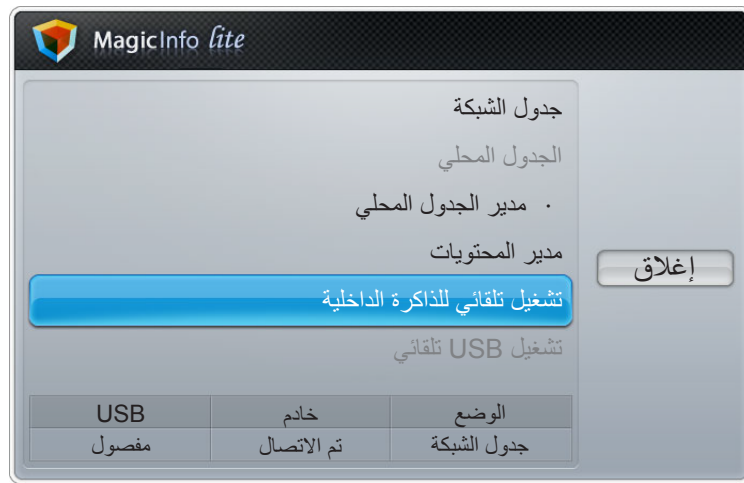 MagicInfo lite
جدول الشبكة
الجدول المحلي
· مدير الجدول المحلي
مدير المحتويات
تشغيل تلقائي للذاكرة الداخلية
تشغيل USB تلقائي
إغلاق
الوضع خادم USB
جدول الشبكة تم الاتصال مفصول